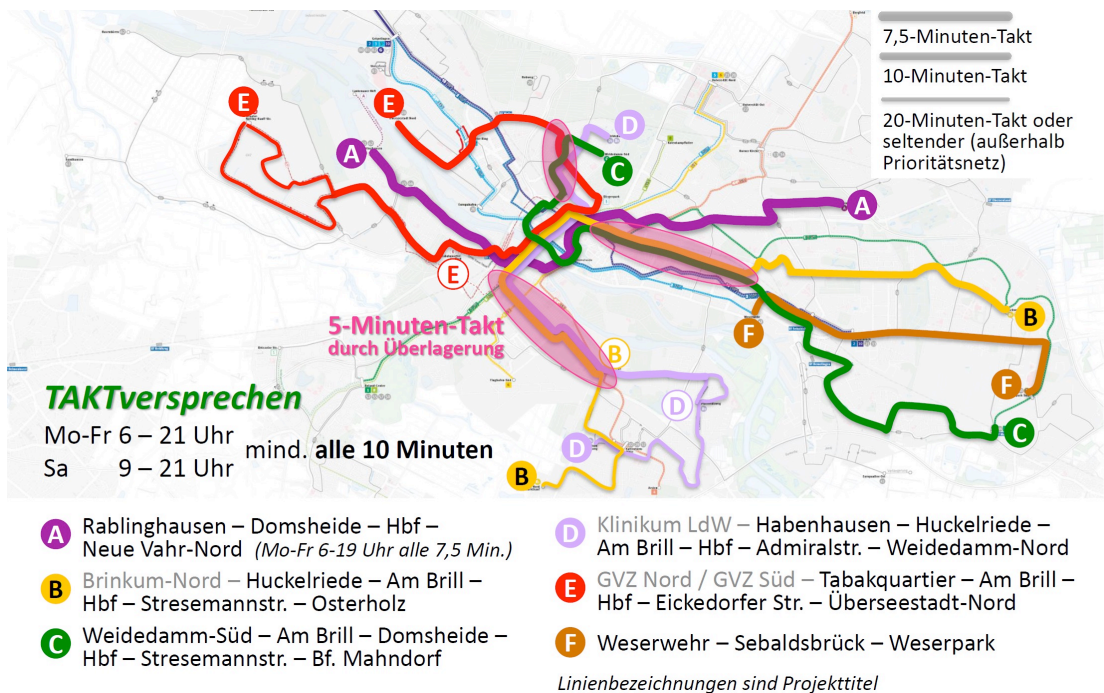 7,5-Minuten-Takt
10-Minuten-Takt
20-Minuten-Takt oder
seltender (außerhalb
Prioritätsnetz)
E
E
D
A
C
A
E
5-Minuten-Takt
durch Überlagerung
F
B
B
F
D
C
D
B
TAKTversprechen
Mo-Fr 6 – 21 Uhr
Sa 9 – 21 Uhr
mind. alle 10 Minuten
A Rablinghausen – Domsheide – Hbf –
Neue Vahr-Nord (Mo-Fr 6-19 Uhr alle 7,5 Min.)
B Brinkum-Nord – Huckelriede – Am Brill –
Hbf – Stresemannstr. – Osterholz
C Weidedamm-Süd – Am Brill – Domsheide –
Hbf – Stresemannstr. – Bf. Mahndorf
D Klinikum LdW – Habenhausen – Huckelriede –
Am Brill – Hbf – Admiralstr. – Weidedamm-Nord
E GVZ Nord / GVZ Süd – Tabakquartier – Am Brill –
Hbf – Eickedorfer Str. – Überseestadt-Nord
F Weserwehr – Sebaldsbrück – Weserpark
Linienbezeichnungen sind Projekttitel